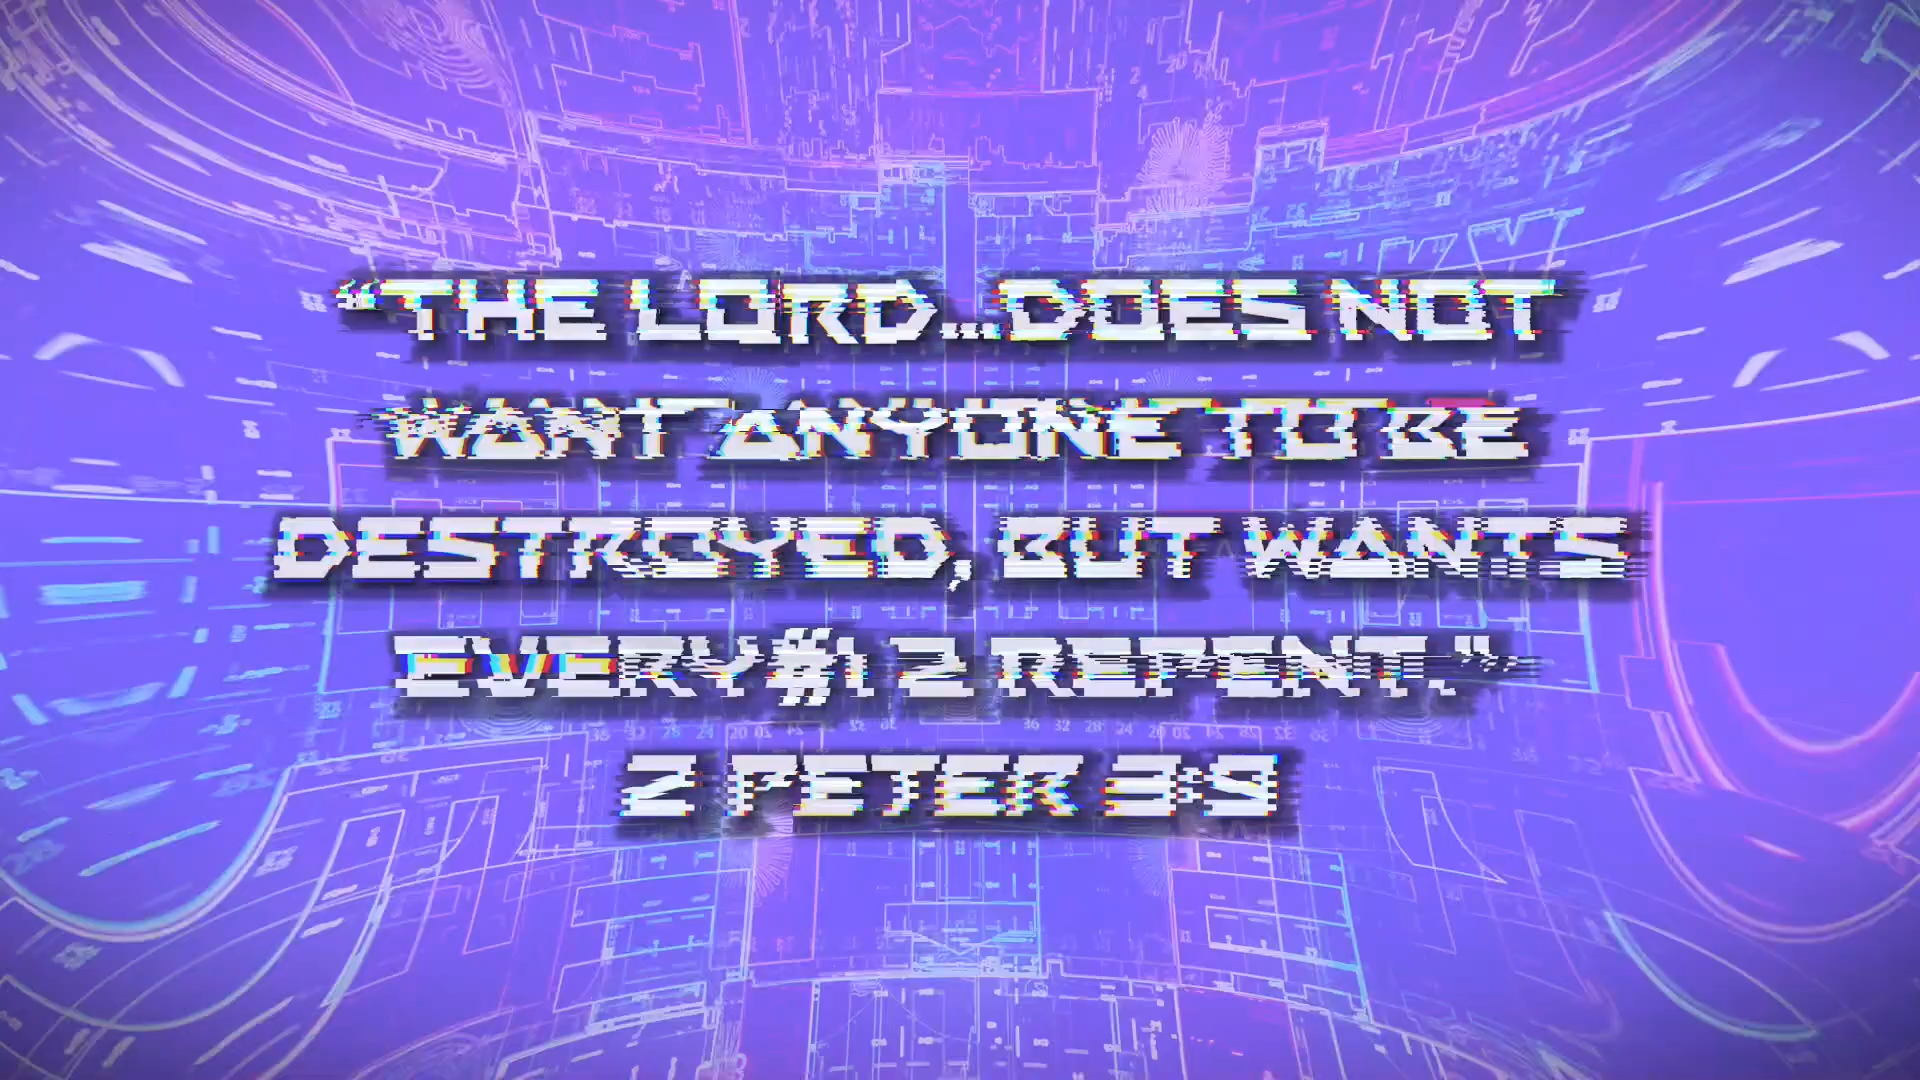 “THE LORD...DOES NOT
WANT ANYONE TO BE
DESTROYED, BUT WANTS
EVERY#1 2 REPENT.”
2 PETER 3:9